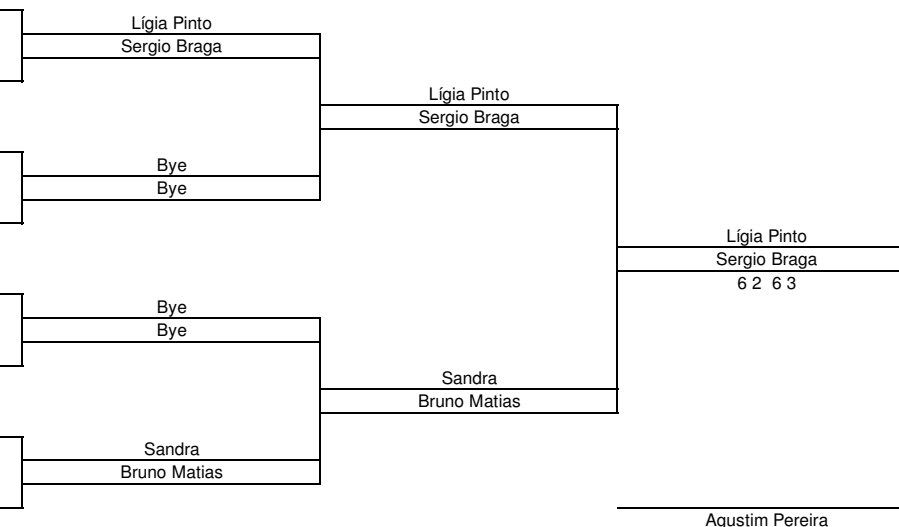 Lígia Pinto
Sergio Braga
Lígia Pinto
Sergio Braga
Bye
Bye
Lígia Pinto
Sergio Braga
6 2  6 3
Bye
Bye
Sandra
Bruno Matias
Sandra
Bruno Matias
Agustim Pereira